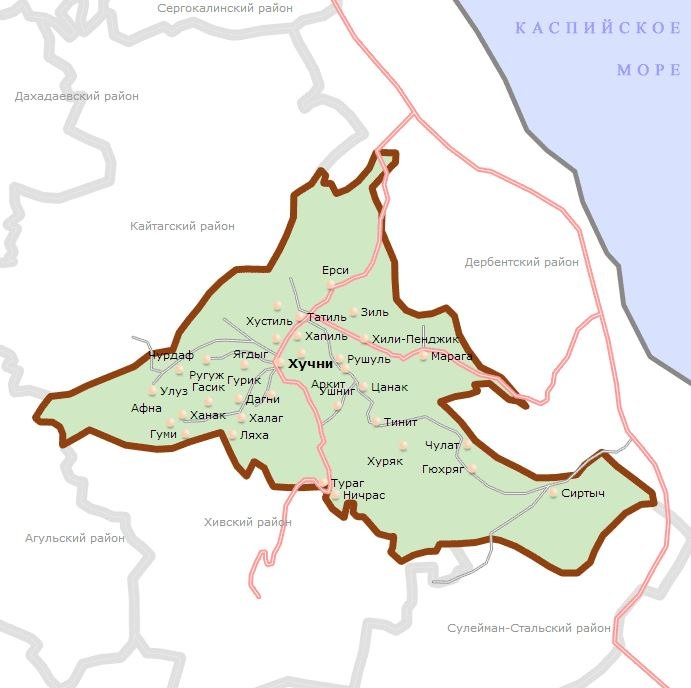 Сергокалинский район
КАСПИЙСКОЕ
МОРЕ
Дахадаевский район
Кайтагский район
Дербентский район
Ерси
Зиль
Татиль
Хустиль
Хапиль
Хили-Пенджик
Чурдаф
Ягдыг
Хучни
Рушуль
Марага
Ругуж
Гурик
Гасик
Аркит
Цанак
Улуз
Ушниг
Дагни
Афна
Ханак
Халаг
Тинит
Гуми
Ляха
Чулат
Хуряк
Гюхряг
Тураг
Ничрас
Сиртыч
Хивский район
Агульский район
Сулейман-Стальский район